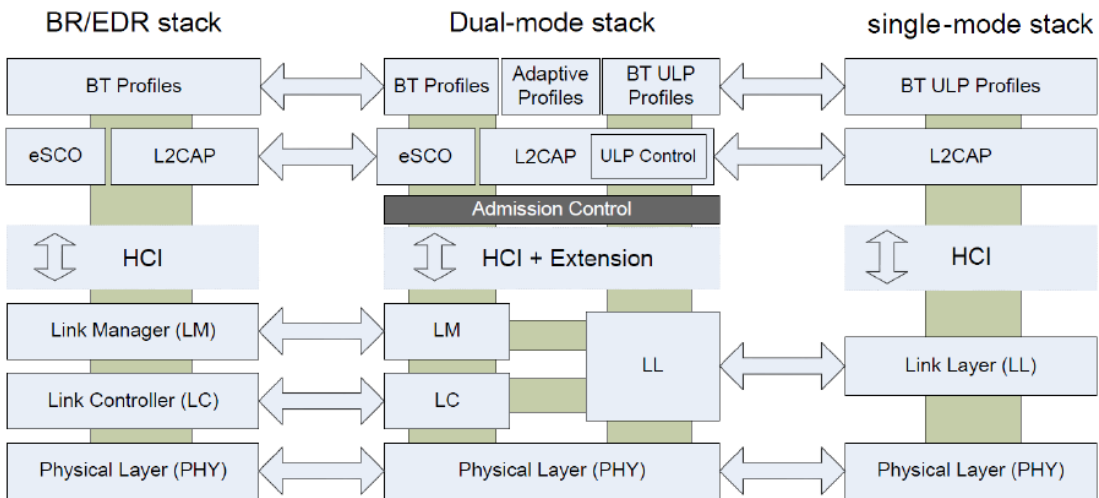 BR/EDR stack
Dual-mode stack
single-mode stack
BT Profiles
BT Profiles
Adaptive
Profiles
BT ULP
Profiles
BT ULP Profiles
eSCO
L2CAP
eSCO
L2CAP
ULP Control
L2CAP
Admission Control
HCI
HCI + Extension
HCI
Link Manager (LM)
LM
LL
Link Layer (LL)
Link Controller (LC)
LC
Physical Layer (PHY)
Physical Layer (PHY)
Physical Layer (PHY)